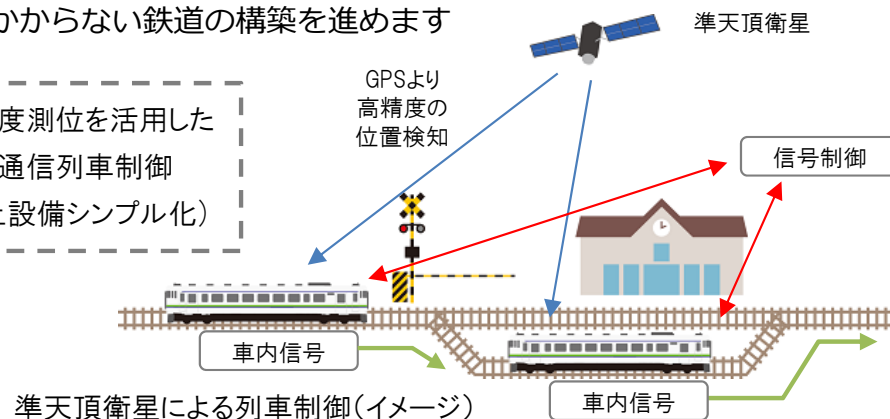 かからない鉄道の構築を進めます
準天頂衛星
GPSより
高精度の
位置検知
度測位を活用した
通信列車制御
設備シンプル化）
信号制御
車内信号
車内信号
準天頂衛星による列車制御（イメージ）